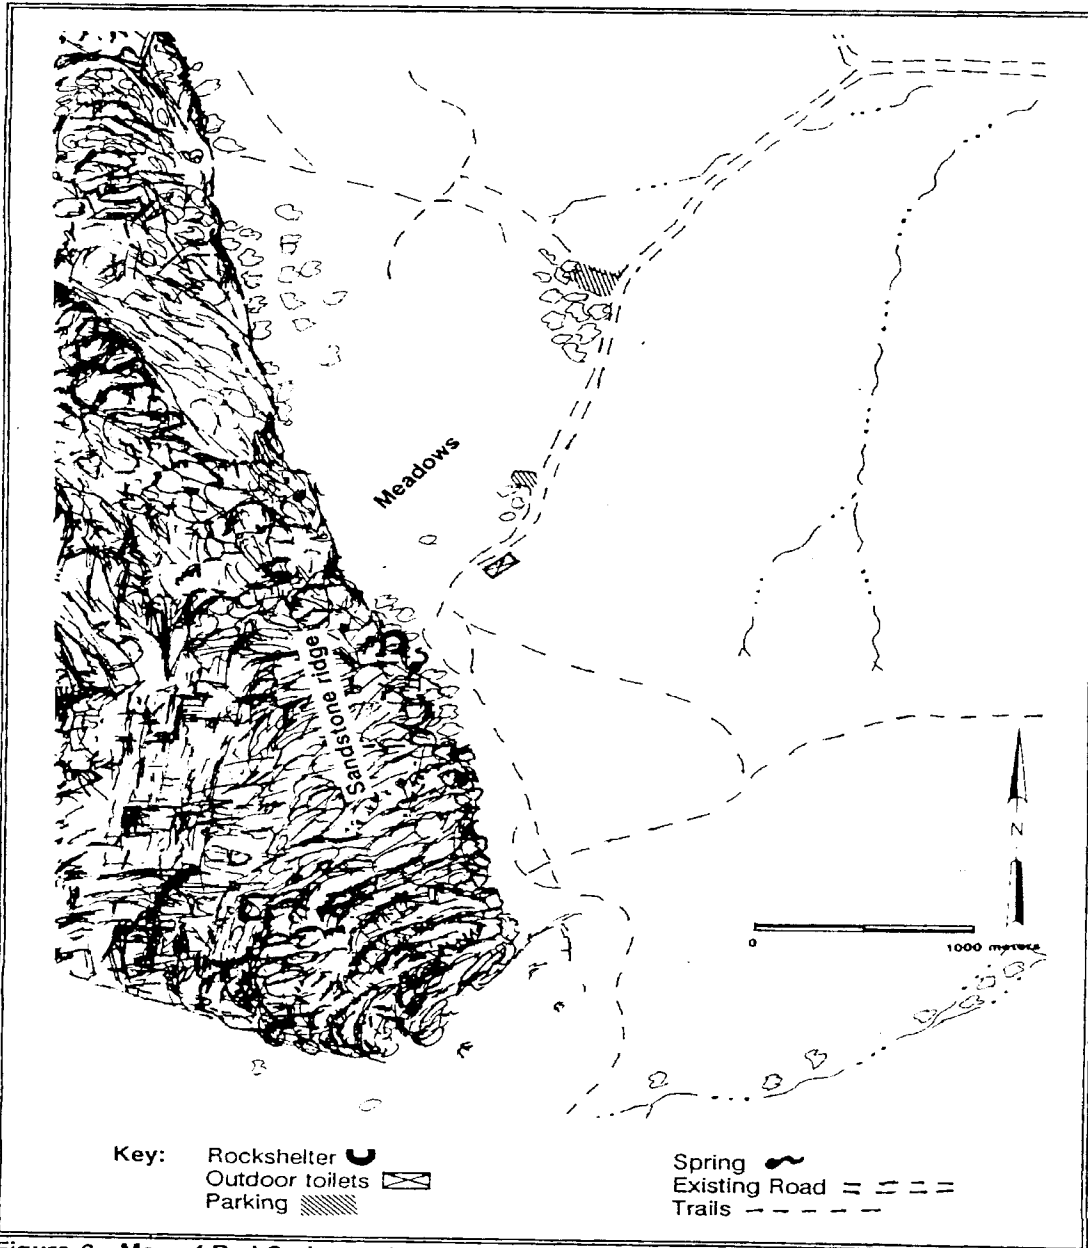 Meadows
Sandstone ridge
N
0
1000 meters
Key:
Rockshelter
Outdoor toilets
Parking
Spring
Existing Road
Trails